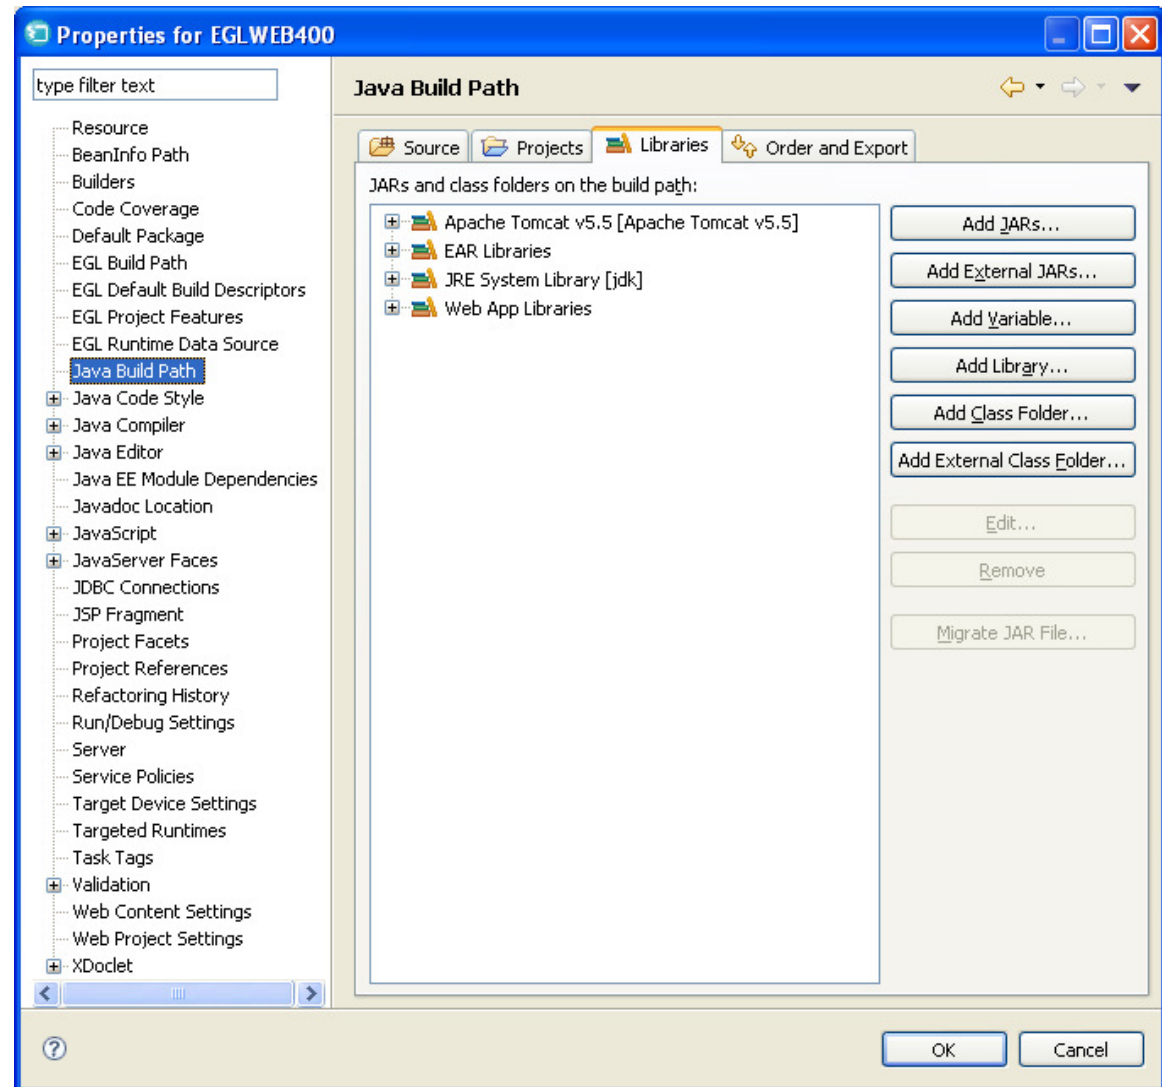 Properties for EGLWEB400
type filter text
Resource
BeanInfo Path
Builders
Code Coverage
Default Package
EGL Build Path
EGL Default Build Descriptors
EGL Project Features
EGL Runtime Data Source
Java Build Path
Java Code Style
Java Compiler
Java Editor
Java EE Module Dependencies
Javadoc Location
JavaScript
JavaServer Faces
JDBC Connections
JSP Fragment
Project Facets
Project References
Refactoring History
Run/Debug Settings
Server
Service Policies
Target Device Settings
Targeted Runtimes
Task Tags
Validation
Web Content Settings
Web Project Settings
XDoclet
Java Build Path
Source Projects Libraries Order and Export
JARs and class folders on the build path:
Apache Tomcat v5.5 [Apache Tomcat v5.5]
EAR Libraries
JRE System Library [jdk]
Web App Libraries
Add JARs...
Add External JARs...
Add Variable...
Add Library...
Add Class Folder...
Add External Class Folder...
Edit...
Remove
Migrate JAR File...
? OK Cancel